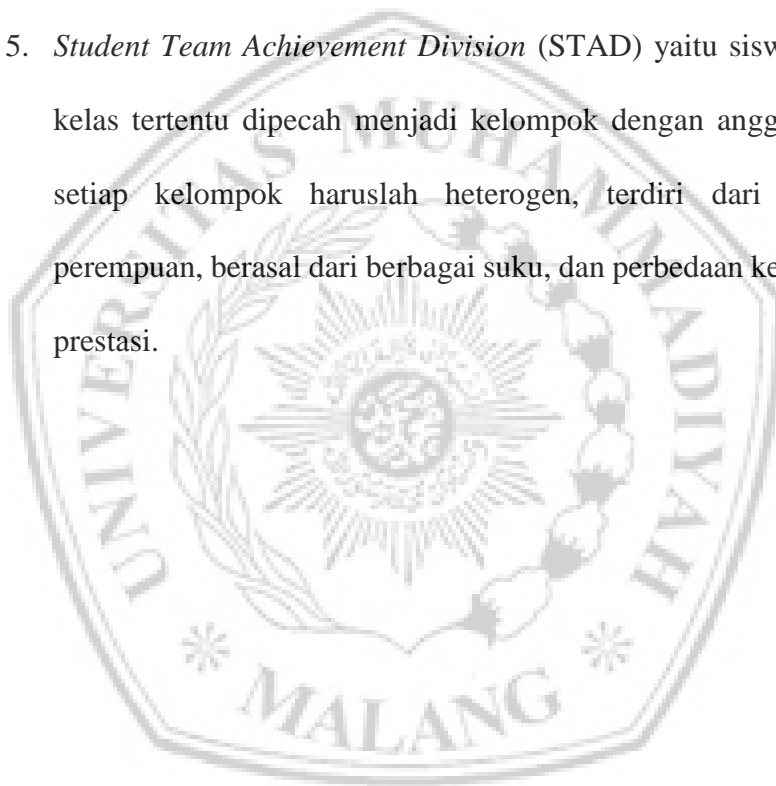 5. Student Team Achievement Division (STAD) yaitu sisw
kelas tertentu dipecah menjadi kelompok dengan angg
setiap kelompok haruslah heterogen, terdiri dari
perempuan, berasal dari berbagai suku, dan perbedaan ke
prestasi.
UNIVERSITAS MUHAMMADIYAH
MALANG